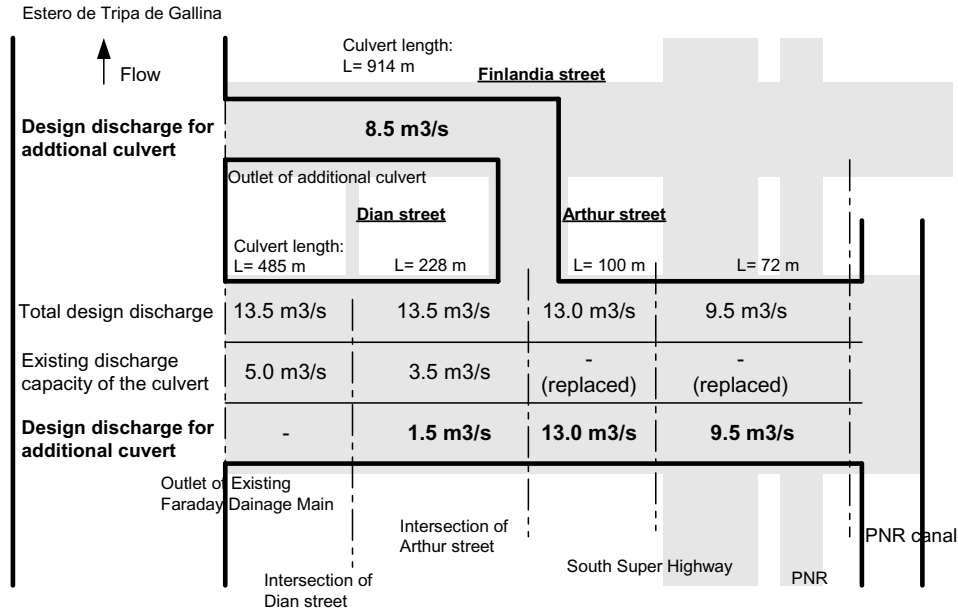 Estero de Tripa de Gallina
Flow
Culvert length:
L= 914 m
Finlandia street
Design discharge for
addtional culvert
8.5 m3/s
Outlet of additional culvert
Dian street
Arthur street
Culvert length:
L= 485 m
L= 228 m
L= 100 m
L= 72 m
Total design discharge
13.5 m3/s
13.5 m3/s
13.0 m3/s
9.5 m3/s
Existing discharge
capacity of the culvert
5.0 m3/s
3.5 m3/s
-
(replaced)
-
(replaced)
Design discharge for
additional cuvert
-
1.5 m3/s
13.0 m3/s
9.5 m3/s
Outlet of Existing
Faraday Dainage Main
Intersection of
Dian street
Intersection of
Arthur street
South Super Highway
PNR
PNR canal